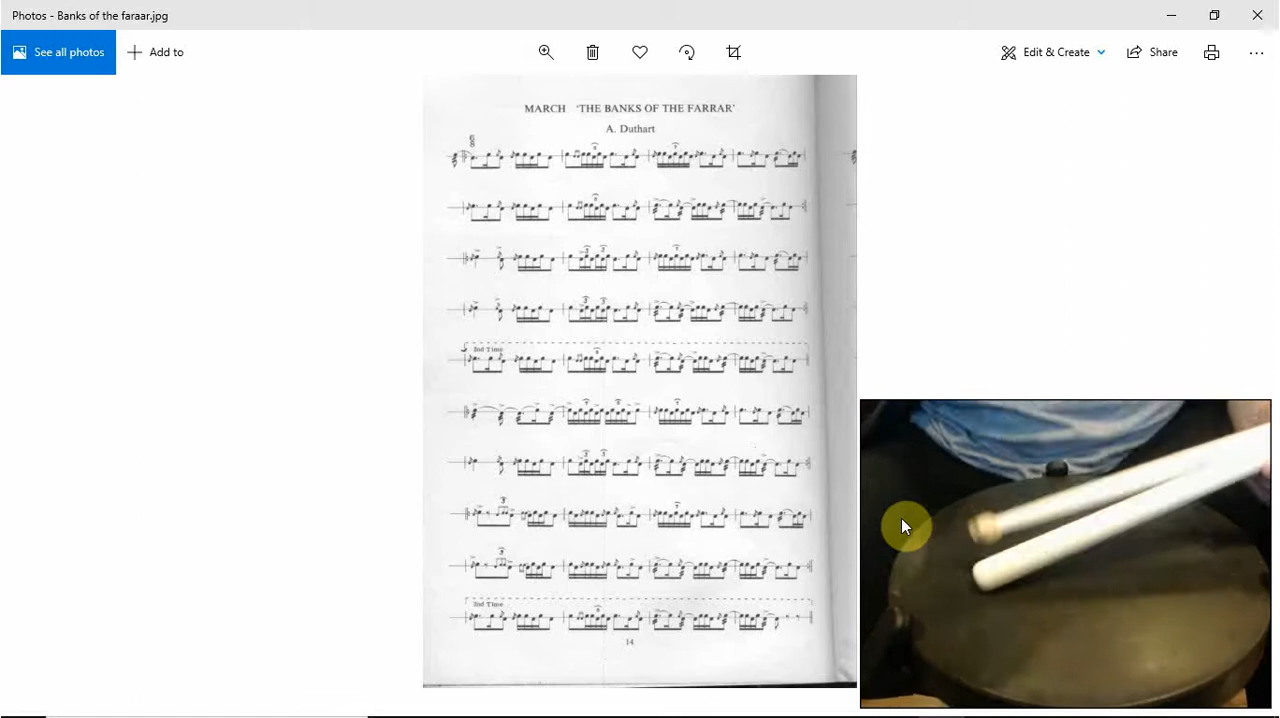 Photos - Banks of the faraar.jpg
See all photos
Add to
Edit & Create
Share
MARCH 'THE BANKS OF THE FARRAR'
A. Duthart
2nd Time
2nd Time
14